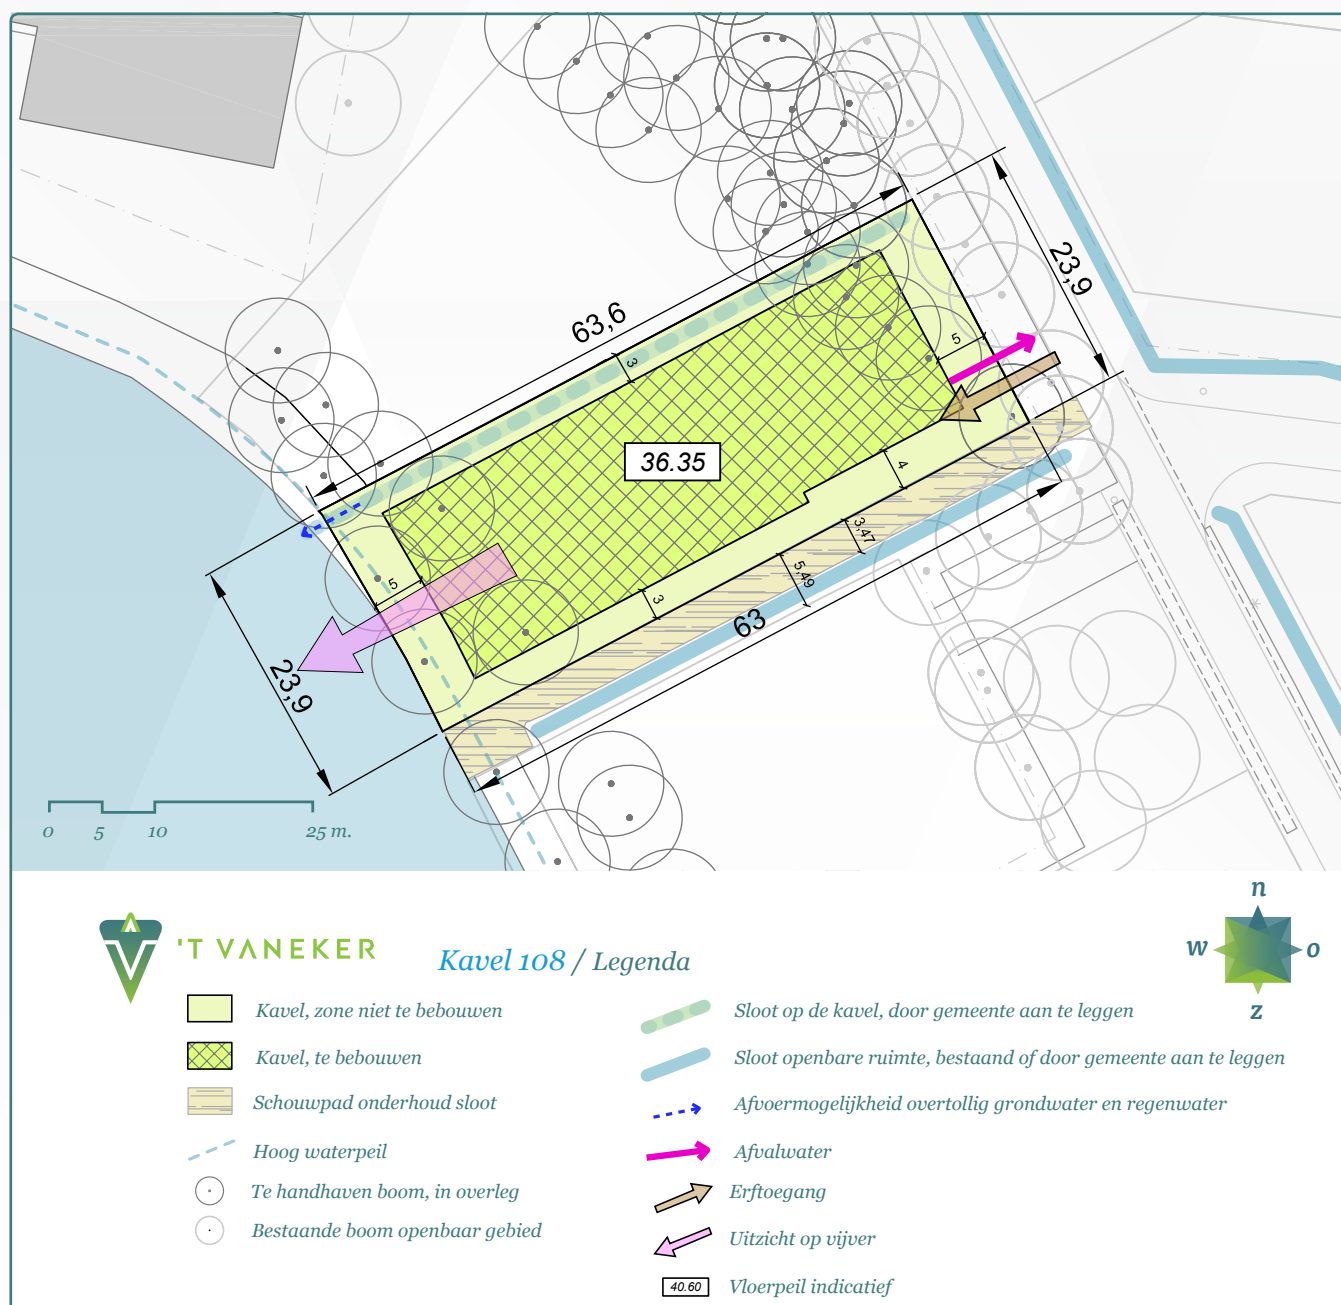 23,9
63,6
3
5
36.35
4
3,47
5,49
5
3
63
23,9
0 5 10 25 m.
'T VANEKER
Kavel 108 / Legenda
n
w o
z
Kavel, zone niet te bebouwen
Kavel, te bebouwen
Schouwpad onderhoud sloot
Hoog waterpeil
Te handhaven boom, in overleg
Bestaande boom openbaar gebied
Sloot op de kavel, door gemeente aan te leggen
Sloot openbare ruimte, bestaand of door gemeente aan te leggen
Afvoermogelijkheid overtollig grondwater en regenwater
Afvalwater
Erftoegang
Uitzicht op vijver
40.60 Vloerpeil indicatief